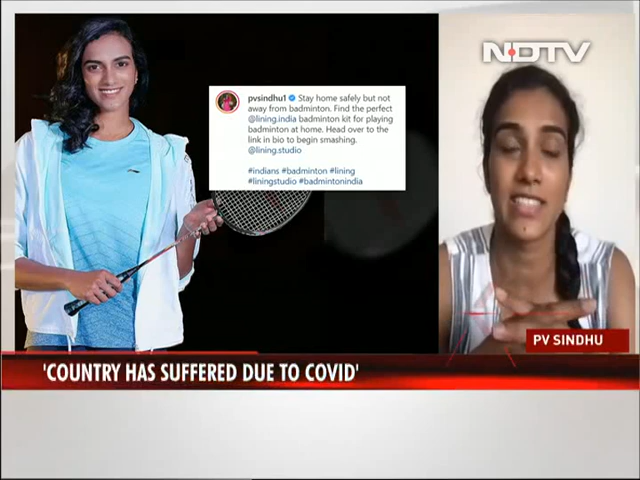 NDTV
pvsindhu1 Stay home safely but not
away from badminton. Find the perfect
@lining.india badminton kit for playing
badminton at home. Head over to the
link in bio to begin smashing.
@lining.studio
#indians #badminton #lining
#liningstudio #badmintonindia
PV SINDHU
'COUNTRY HAS SUFFERED DUE TO COVID'